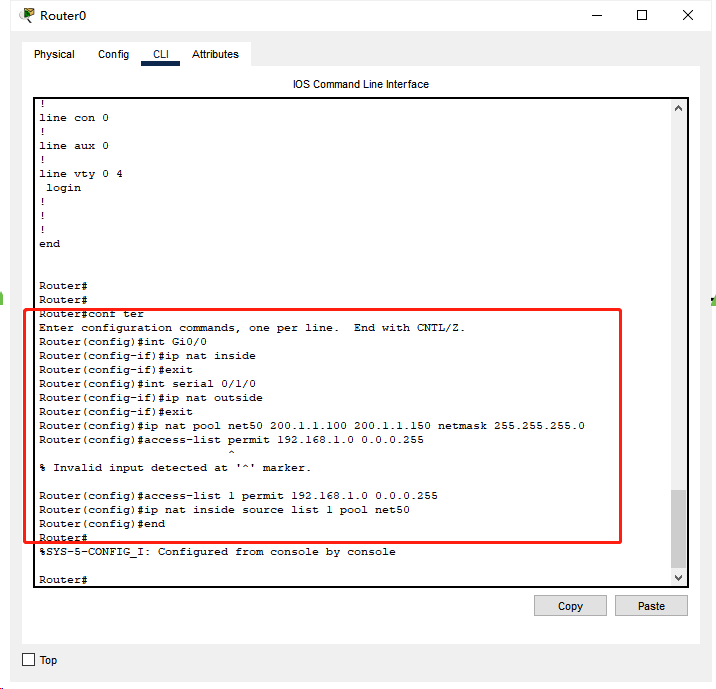 Router0
Physical Config CLI Attributes
IOS Command Line Interface
!
line con 0
!
line aux 0
!
line vty 0 4
login
!
!
!
end
Router#
Router#
Router#conf ter
Enter configuration commands, one per line. End with CNTL/Z.
Router(config)#int Gi0/0
Router(config-if)#ip nat inside
Router(config-if)#exit
Router(config)#int serial 0/1/0
Router(config-if)#ip nat outside
Router(config-if)#exit
Router(config)#ip nat pool net50 200.1.1.100 200.1.1.150 netmask 255.255.255.0
Router(config)#access-list permit 192.168.1.0 0.0.0.255
^
% Invalid input detected at '^' marker.
Router(config)#access-list 1 permit 192.168.1.0 0.0.0.255
Router(config)#ip nat inside source list 1 pool net50
Router(config)#end
Router#
%SYS-5-CONFIG_I: Configured from console by console
Router#
Copy Paste
Top